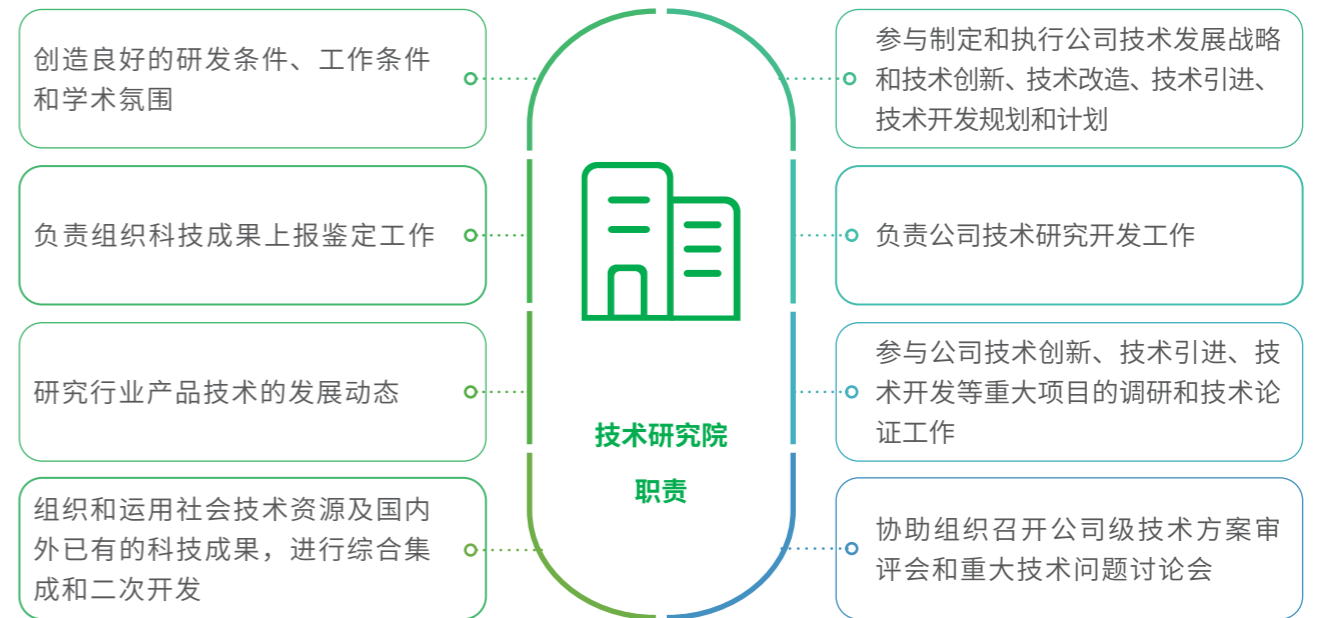 创造良好的研发条件、工作条件
和学术氛围
负责组织科技成果上报鉴定工作
研究行业产品技术的发展动态
组织和运用社会技术资源及国内
外已有的科技成果，进行综合集
成和二次开发
技术研究院
职责
参与制定和执行公司技术发展战略
和技术创新、技术改造、技术引进、
技术开发规划和计划
负责公司技术研究开发工作
参与公司技术创新、技术引进、技
术开发等重大项目的调研和技术论
证工作
协助组织召开公司级技术方案审
评会和重大技术问题讨论会